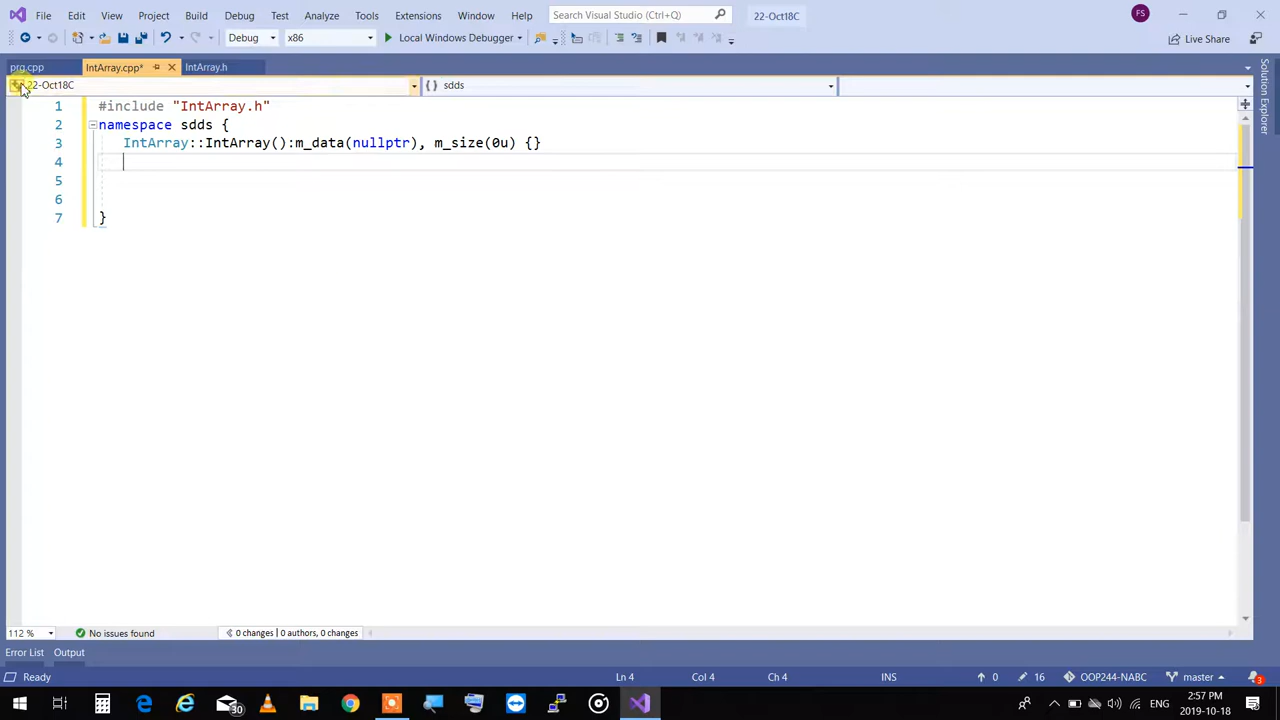 File Edit View Project Build Debug Test Analyze Tools Extensions Window Help Search Visual Studio (Ctrl+Q) 22-Oct18C FS
Debug x86 Local Windows Debugger Live Share
prg.cpp IntArray.cpp* IntArray.h
22-Oct18C {} sdds
Solution Explorer
1 #include "IntArray.h"
2 namespace sdds {
3 IntArray::IntArray():m_data(nullptr), m_size(0u) {}
4
5
6
7 }
112 % No issues found 0 changes | 0 authors, 0 changes
Error List Output
Ready Ln 4 Col 4 Ch 4 INS 0 16 OOP244-NABC master 3
30 ENG 2:57 PM
2019-10-18